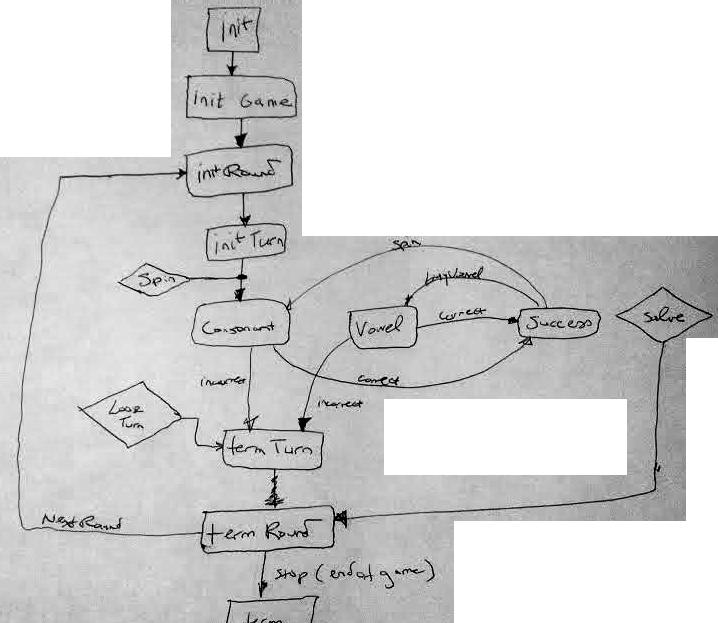 init
init Game
initRound
init Turn
Spin
spin
buyVowel
Consonant
Vowel
correct
Success
Solve
incorrect
correct
incorrect
Loose
Turn
term Turn
NextRound
term Round
stop (end of game)
term